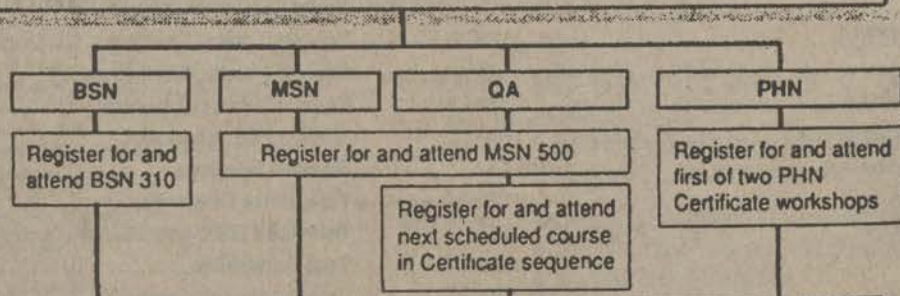 BSN
MSN
QA
PHN
Register for and
attend BSN 310
Register for and attend MSN 500
Register for and attend
first of two PHN
Certificate workshops
Register for and attend
next scheduled course
in Certificate sequence